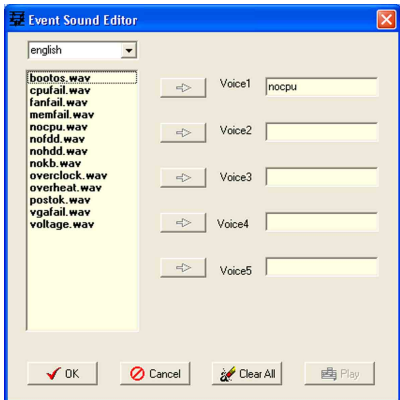 Event Sound Editor
english
bootos.wav
cpufail.wav
fanfail.wav
memfail.wav
nocpu.wav
nofdd.wav
nohdd.wav
nokb.wav
overclock.wav
overheat.wav
postok.wav
vgafail.wav
voltage.wav
Voice1 nocpu
Voice2
Voice3
Voice4
Voice5
OK Cancel Clear All Play